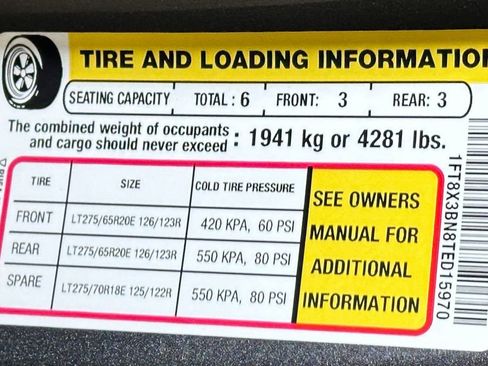 TIRE AND LOADING INFORMATION
SEATING CAPACITY TOTAL : 6 FRONT: 3 REAR: 3
The combined weight of occupants
and cargo should never exceed : 1941 kg or 4281 lbs.
TIRE SIZE COLD TIRE PRESSURE
FRONT LT275/65R20E 126/123R 420 KPA, 60 PSI
REAR LT275/65R20E 126/123R 550 KPA, 80 PSI
SPARE LT275/70R18E 125/122R 550 KPA, 80 PSI
SEE OWNERS
MANUAL FOR
ADDITIONAL
INFORMATION
1FT8X3BN8TED15970